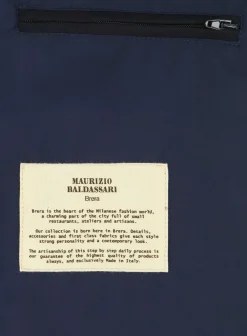 MAURIZIO
BALDASSARI
Brera
Brera is the heart of the Milanese fashion world,
a charming part of the city full of small
restaurants, ateliers and artisans.
Our collection is born here in Brera. Details,
accessories and first class fabrics give each style
strong personality and a contemporary look.
The artisanship of this step by step daily process is
our guarantee of the highest quality of products
always, and exclusively Made in Italy.